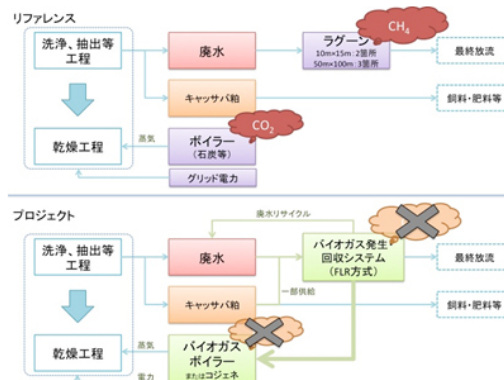 リファレンス
洗浄、抽出等
工程
廃水
ラグーン
10m×15m:2箇所
50m×100m:3箇所
CH4
最終放流
キャッサバ粕
飼料・肥料等
乾燥工程
蒸気
ボイラー
(石炭等)
CO2
グリッド電力
プロジェクト
廃水リサイクル
洗浄、抽出等
工程
廃水
バイオガス発生
回収システム
(FLR方式)
最終放流
一部供給
キャッサバ粕
飼料・肥料等
乾燥工程
蒸気
バイオガス
ボイラー
またはコジェネ
電力